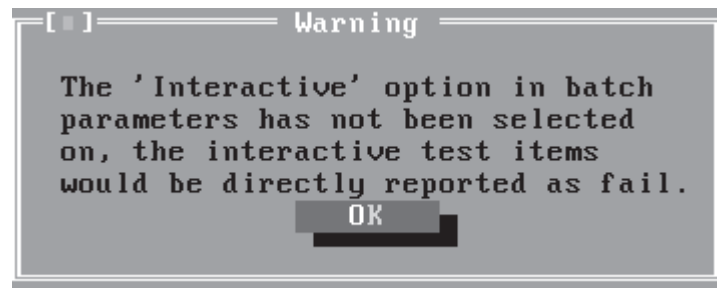 Warning
The 'Interactive' option in batch
parameters has not been selected
on, the interactive test items
would be directly reported as fail.
OK